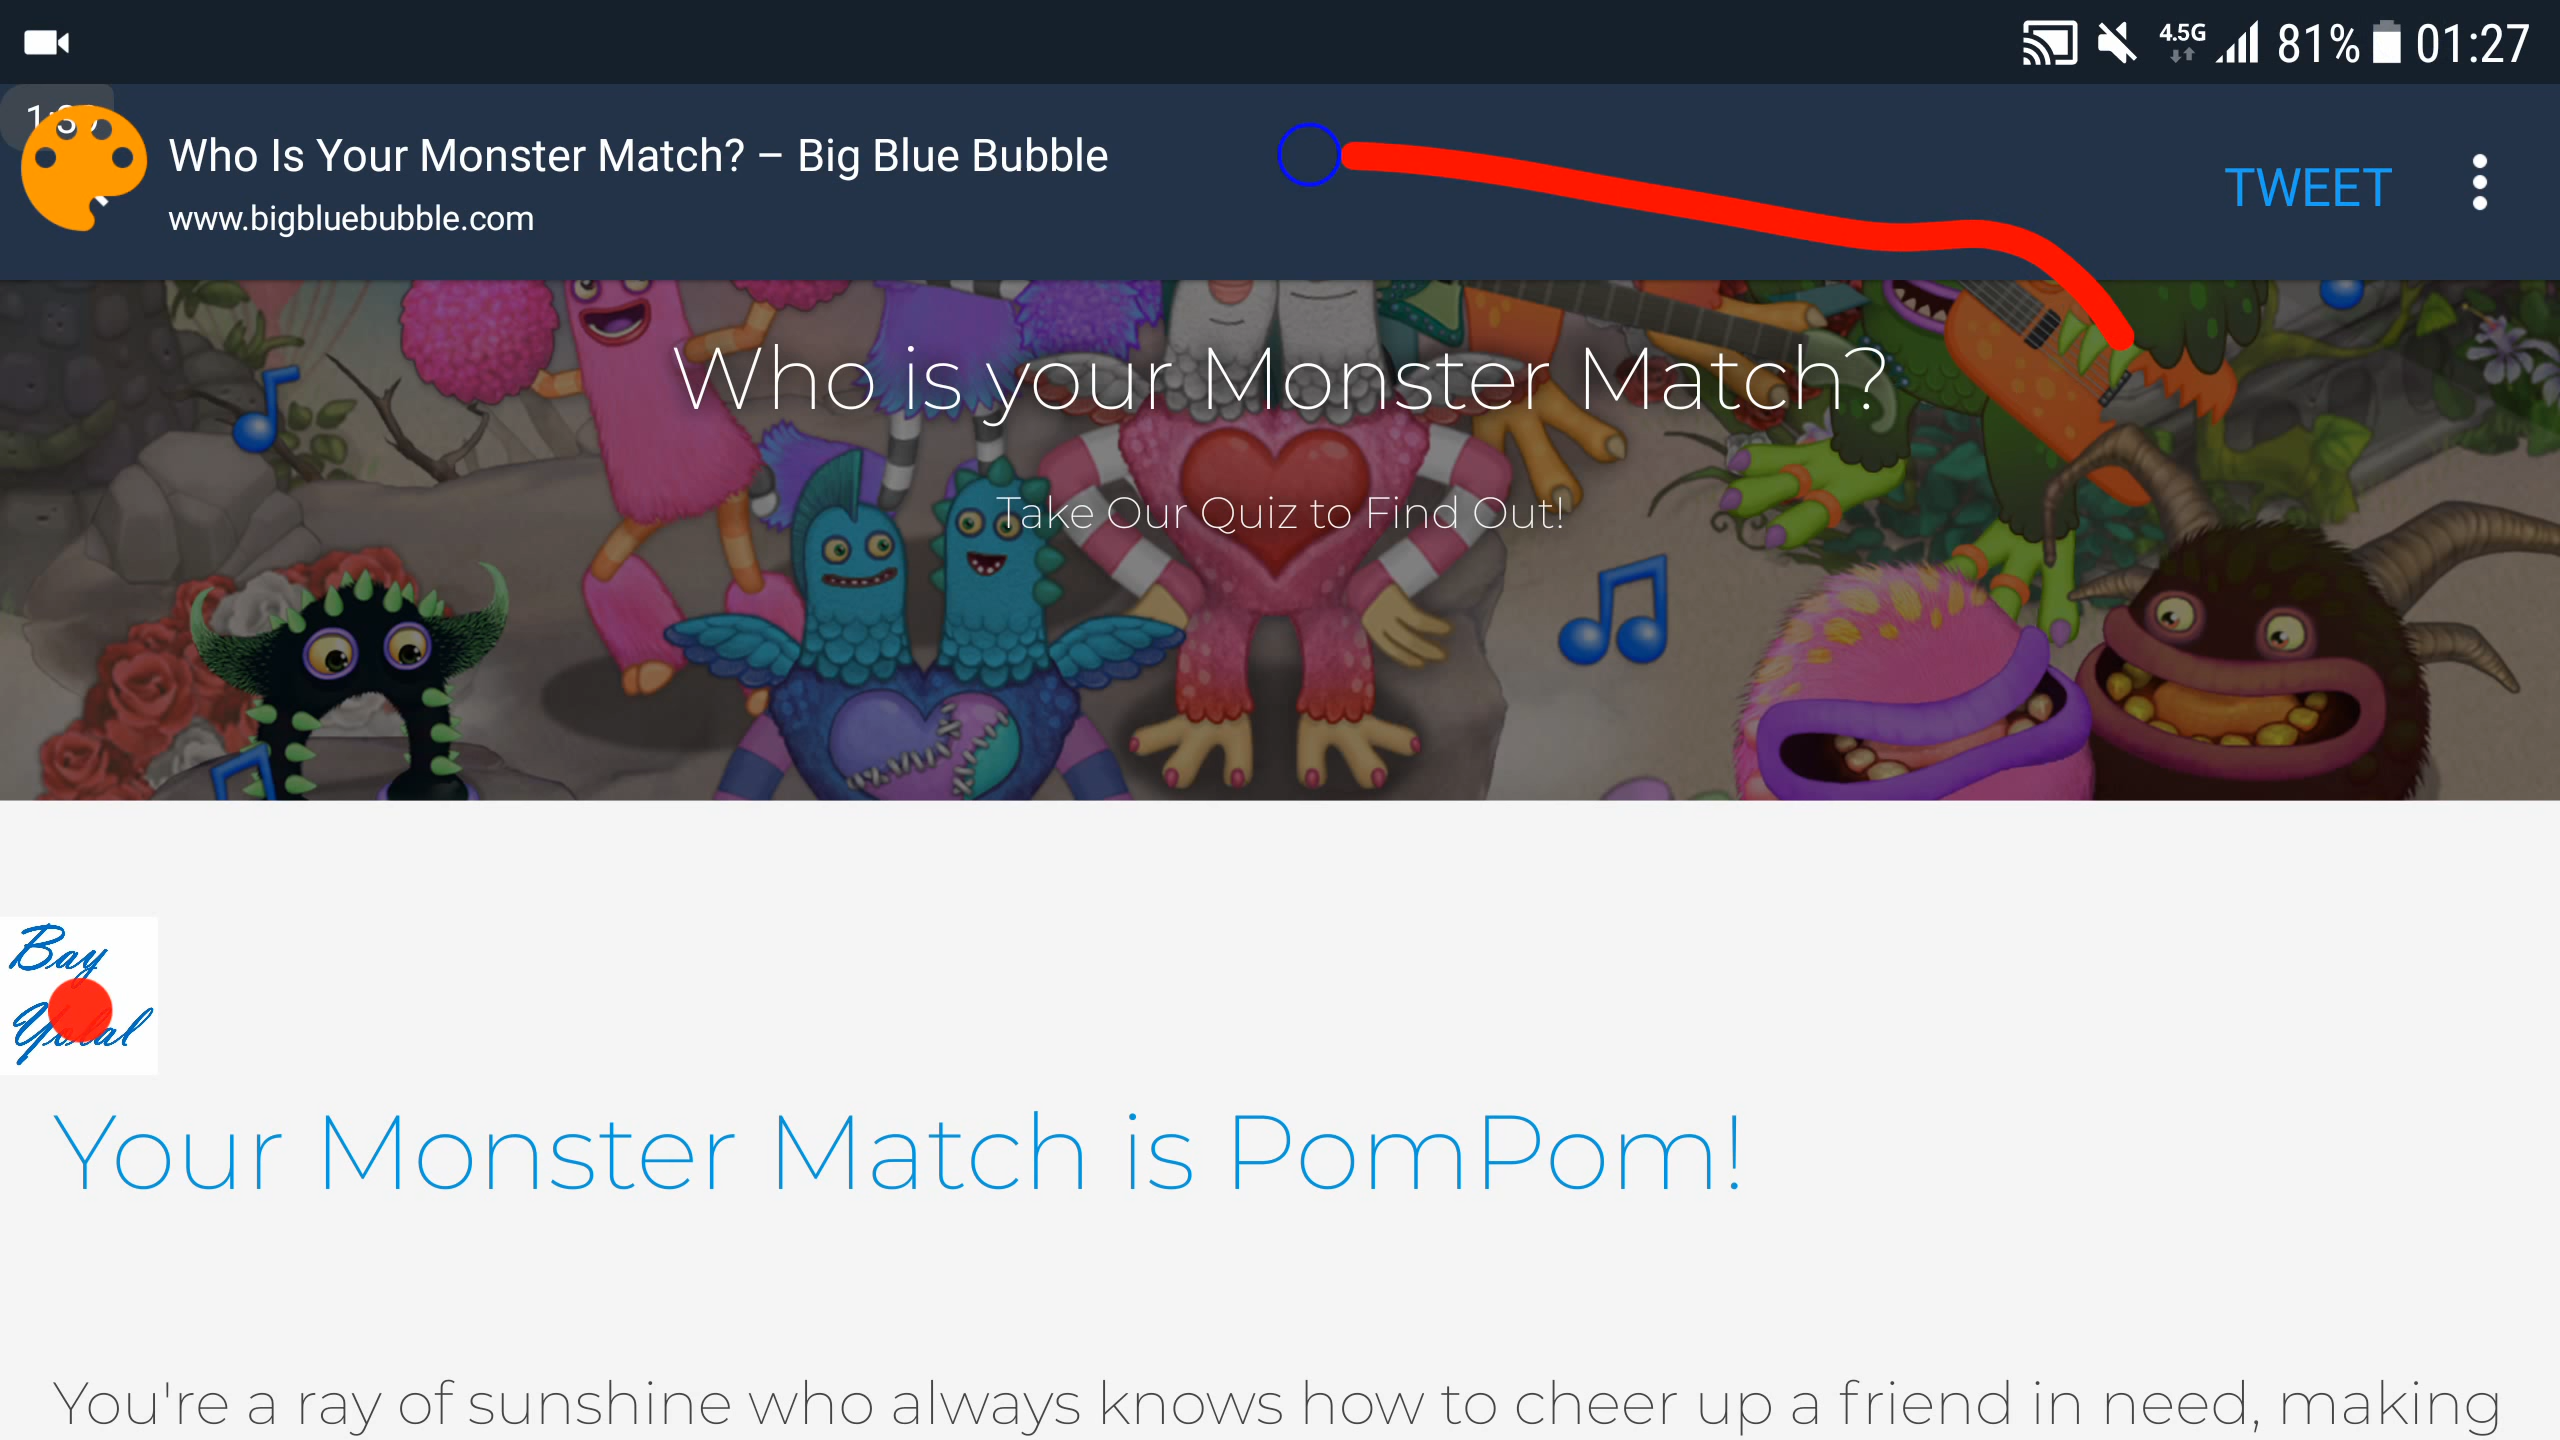 4.5G 81% 01:27
Who Is Your Monster Match? – Big Blue Bubble
www.bigbluebubble.com
TWEET
Who is your Monster Match?
Take Our Quiz to Find Out!
Bay
Your Monster Match is PomPom!
You're a ray of sunshine who always knows how to cheer up a friend in need, making